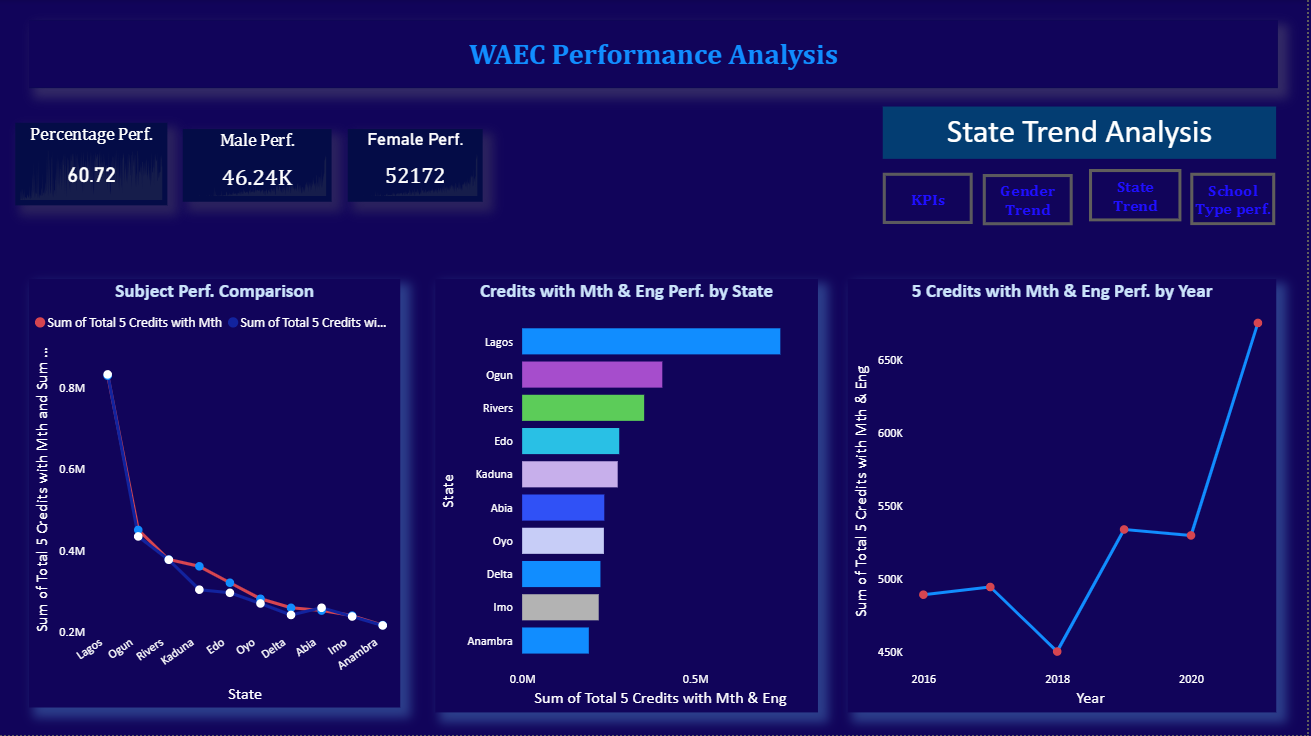 WAEC Performance Analysis
Percentage Perf.
60.72
Male Perf.
46.24K
Female Perf.
52172
State Trend Analysis
KPIs
Gender
Trend
State
Trend
School
Type perf.
Subject Perf. Comparison
Sum of Total 5 Credits with Mth
Sum of Total 5 Credits wi...
Sum of Total 5 Credits with Mth and Sum ...
0.8M
0.6M
0.4M
0.2M
Lagos
Ogun
Rivers
Kaduna
Edo
Oyo
Delta
Abia
Imo
Anambra
State
Credits with Mth & Eng Perf. by State
State
Lagos
Ogun
Rivers
Edo
Kaduna
Abia
Oyo
Delta
Imo
Anambra
0.0M
0.5M
Sum of Total 5 Credits with Mth & Eng
5 Credits with Mth & Eng Perf. by Year
Sum of Total 5 Credits with Mth & Eng
650K
600K
550K
500K
450K
2016
2018
2020
Year